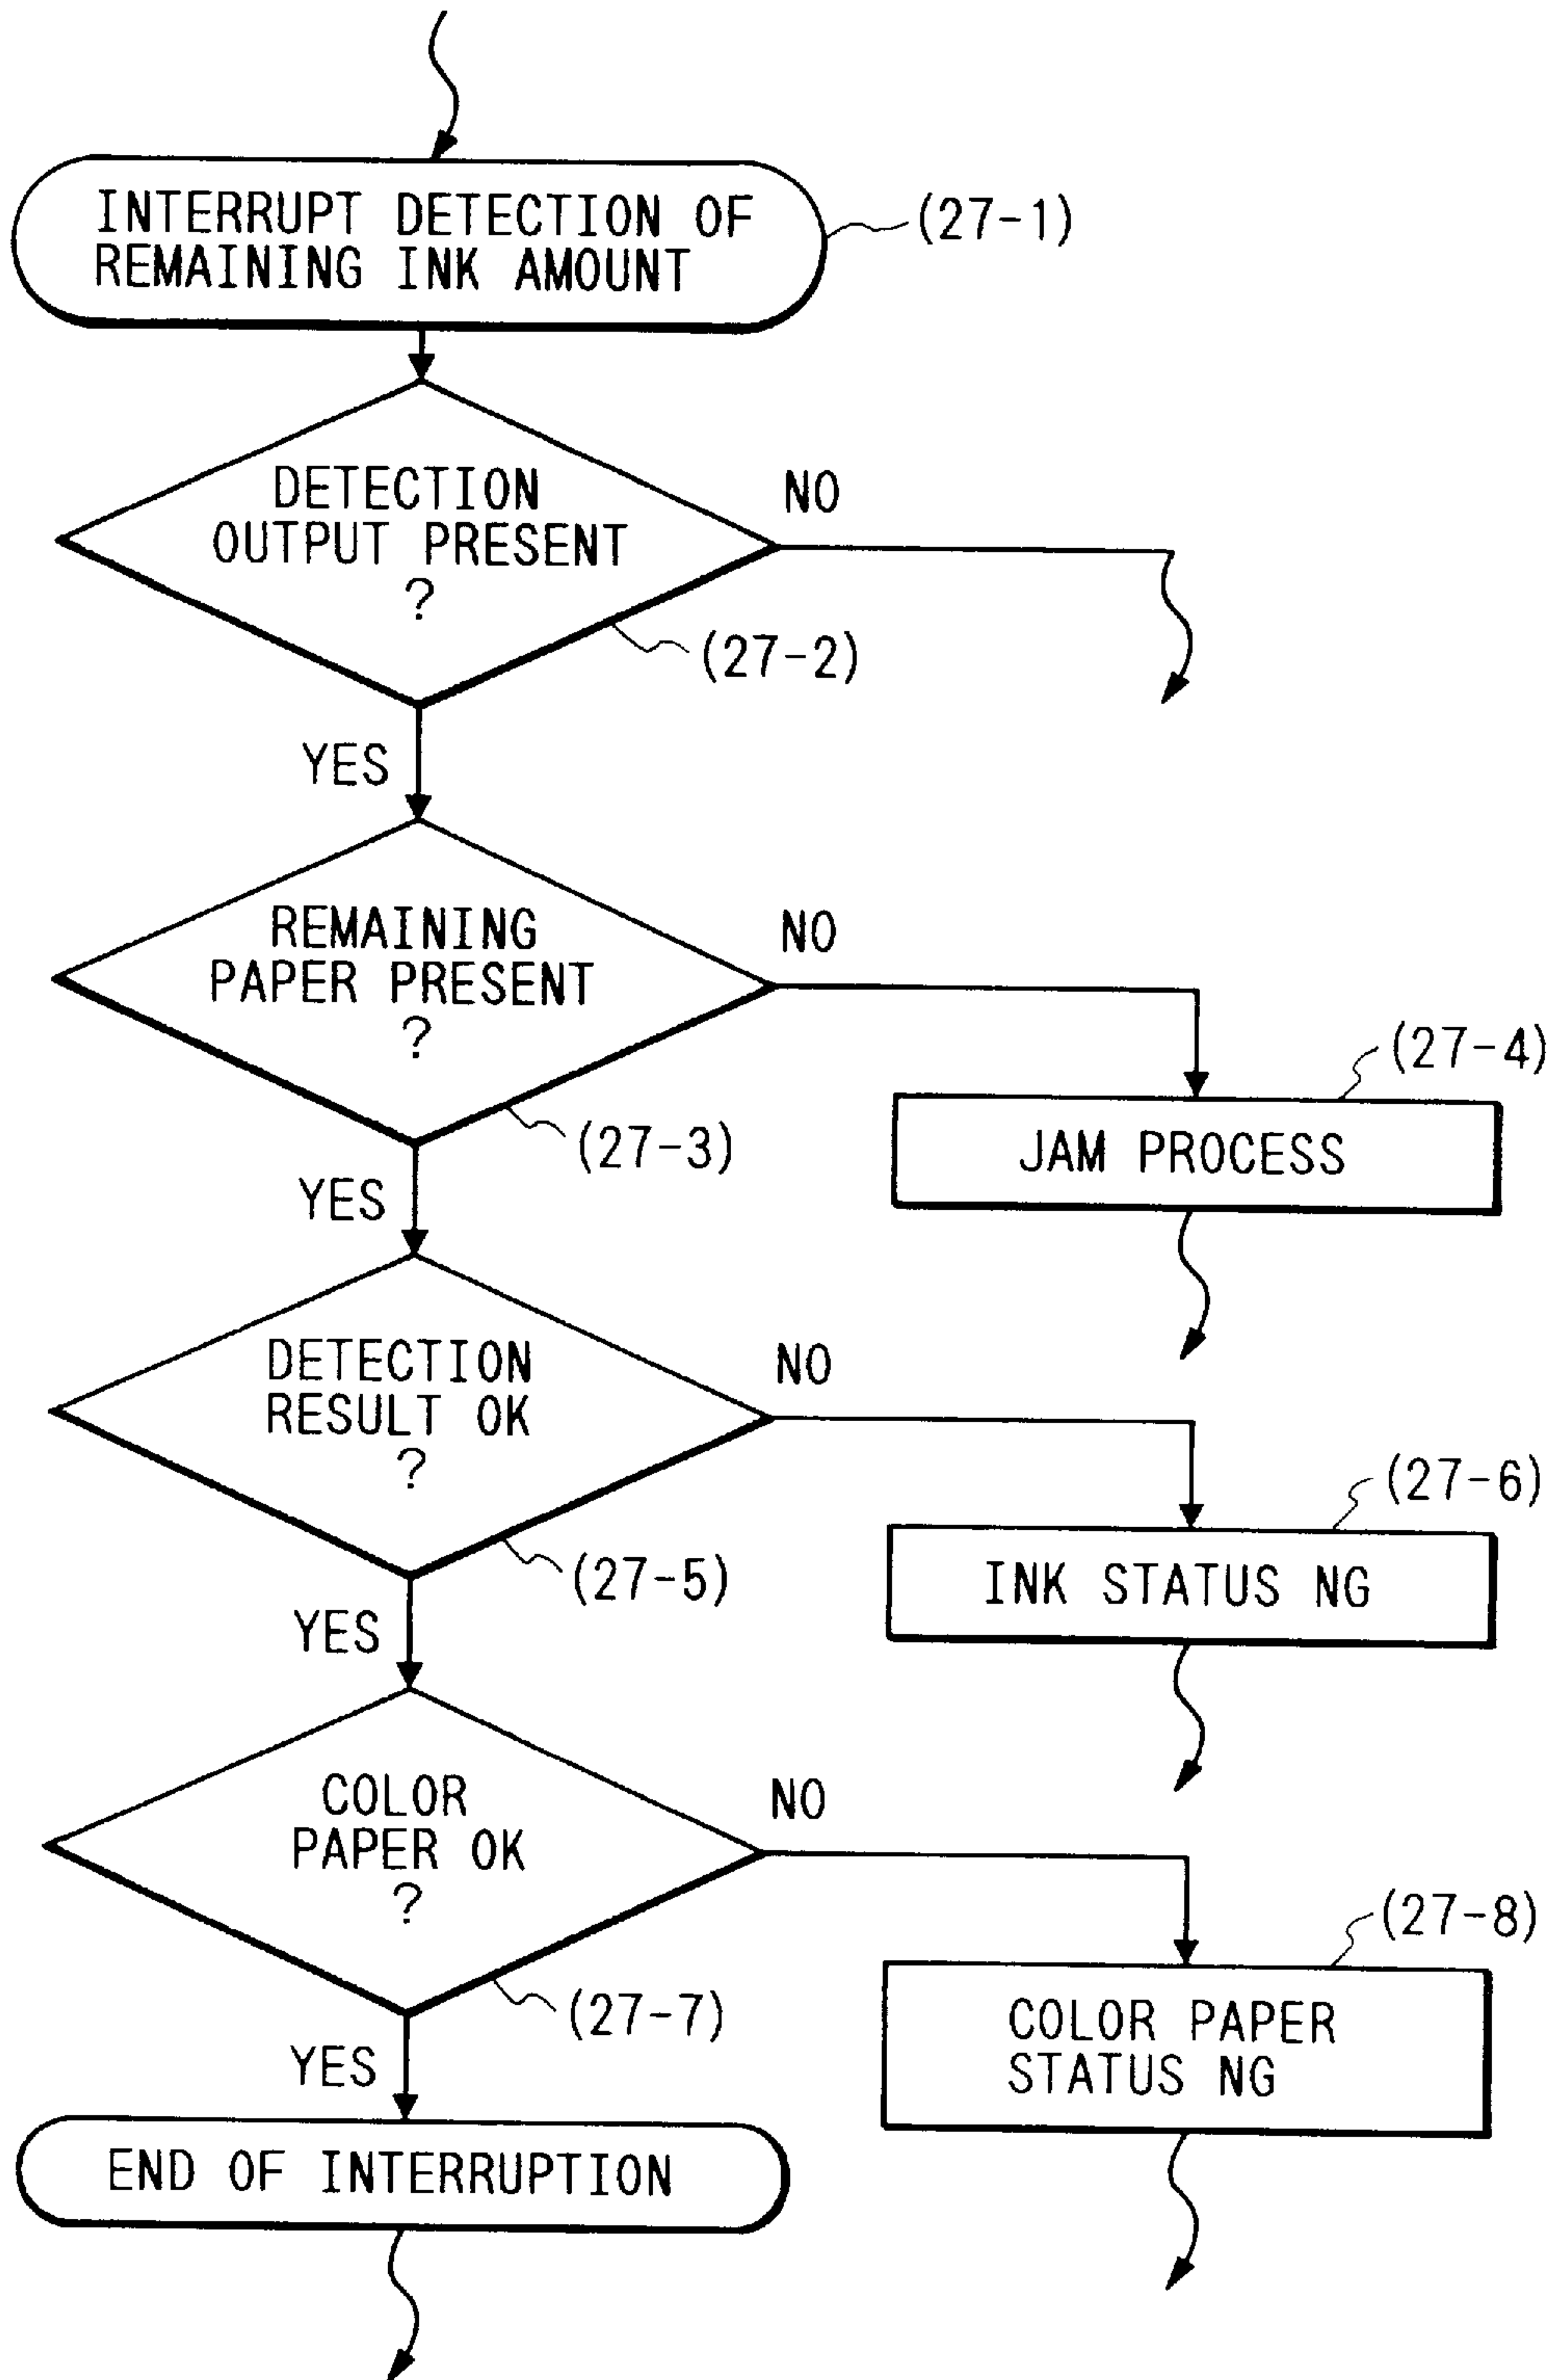 INTERRUPT DETECTION OF
REMAINING INK AMOUNT
(27-1)
DETECTION
OUTPUT PRESENT
?
NO
(27-2)
YES
REMAINING
PAPER PRESENT
?
NO
(27-3)
(27-4)
JAM PROCESS
YES
DETECTION
RESULT OK
?
NO
(27-5)
(27-6)
INK STATUS NG
YES
COLOR
PAPER OK
?
NO
(27-7)
(27-8)
COLOR PAPER
STATUS NG
YES
END OF INTERRUPTION